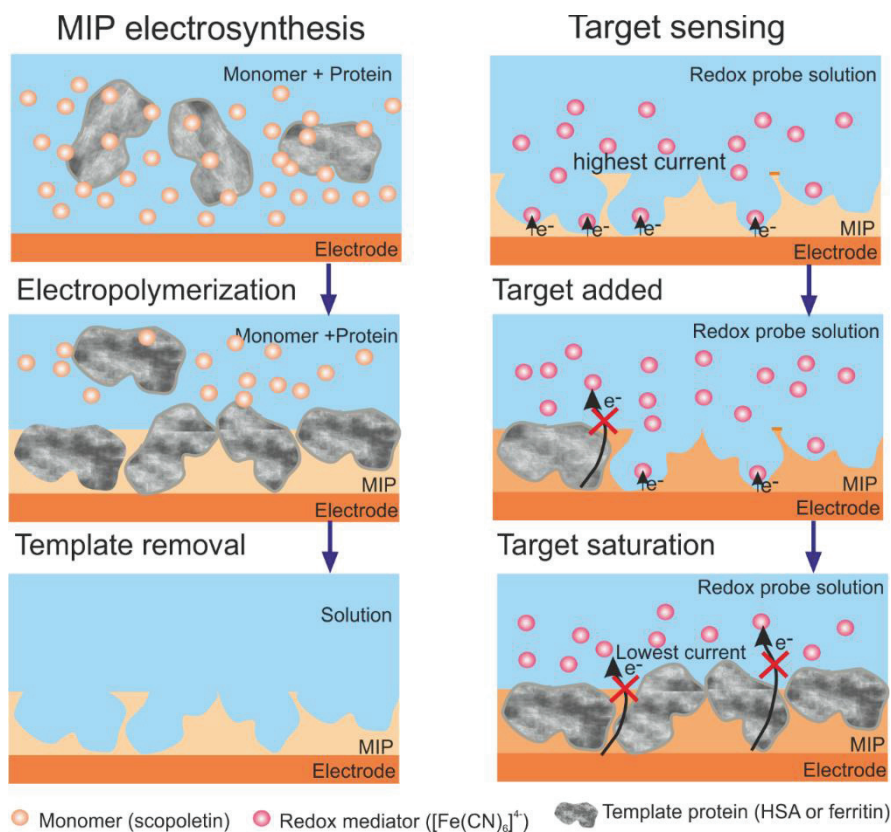 MIP electrosynthesis
Monomer + Protein
Electrode
Electropolymerization
Monomer +Protein
MIP
Electrode
Template removal
Solution
MIP
Electrode
Target sensing
Redox probe solution
highest current
e- e- e- e-
MIP
Electrode
Target added
Redox probe solution
e-
e- e-
MIP
Electrode
Target saturation
Redox probe solution
Lowest current
e- e-
MIP
Electrode
Monomer (scopoletin) Redox mediator ([Fe(CN)₆]⁴⁻) Template protein (HSA or ferritin)